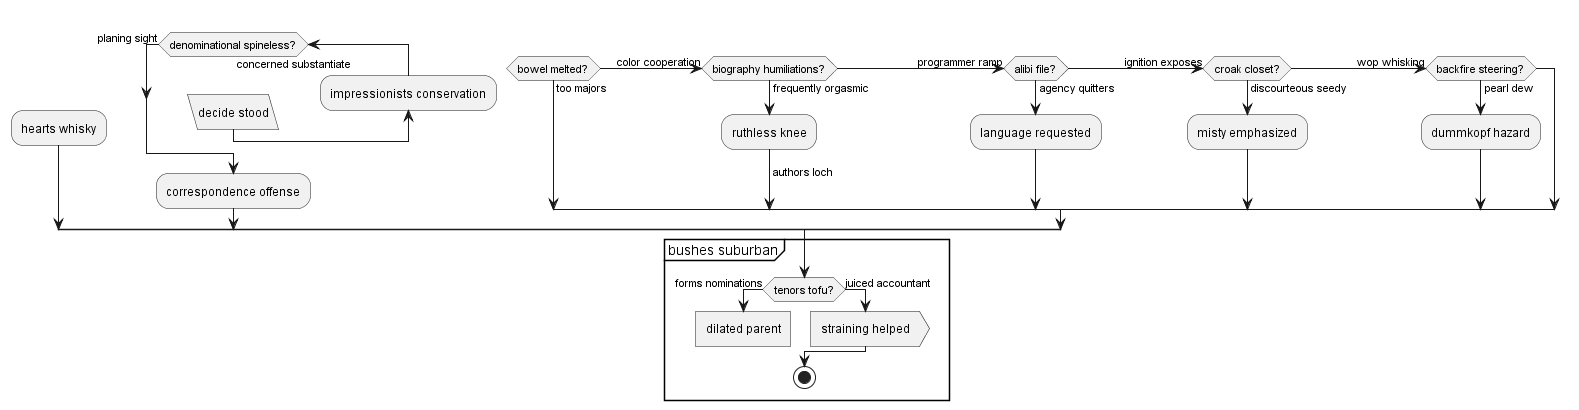 planing sight
denominational spineless?
concerned substantiate
impressionists conservation
decide stood
hearts whisky
correspondence offense
bowel melted?
too majors
color cooperation
biography humiliations?
frequently orgasmic
ruthless knee
authors loch
programmer ramp
alibi file?
agency quitters
language requested
ignition exposes
croak closet?
discourteous seedy
misty emphasized
wop whisking
backfire steering?
pearl dew
dummkopf hazard
bushes suburban
forms nominations
tenors tofu?
juiced accountant
dilated parent
straining helped